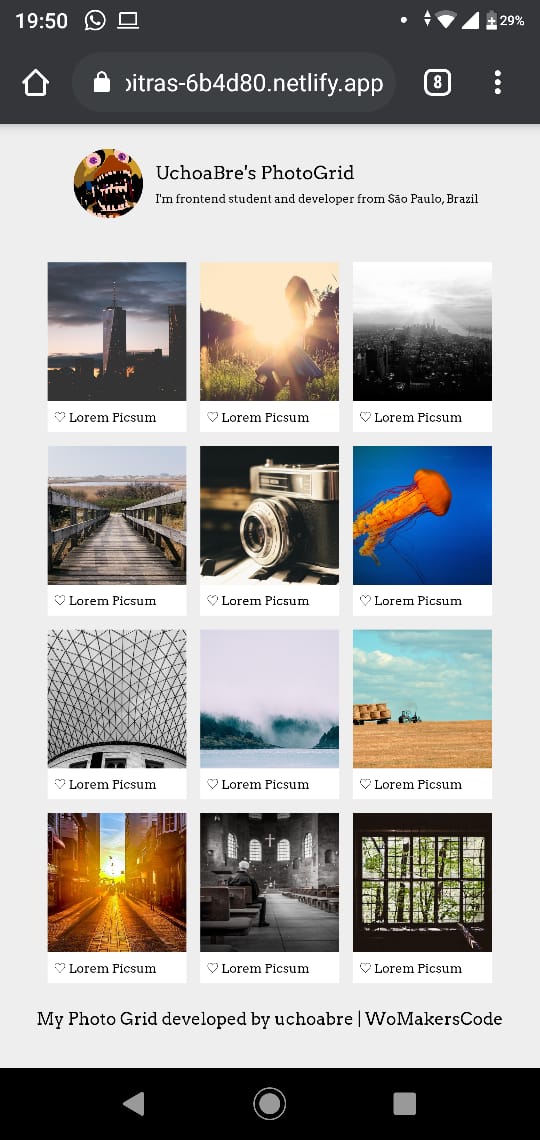 19:50
29%
oitras-6b4d80.netlify.app
8
UchoaBre's PhotoGrid
I'm frontend student and developer from São Paulo, Brazil
♡ Lorem Picsum
♡ Lorem Picsum
♡ Lorem Picsum
♡ Lorem Picsum
♡ Lorem Picsum
♡ Lorem Picsum
♡ Lorem Picsum
♡ Lorem Picsum
♡ Lorem Picsum
♡ Lorem Picsum
♡ Lorem Picsum
♡ Lorem Picsum
My Photo Grid developed by uchoabre | WoMakersCode